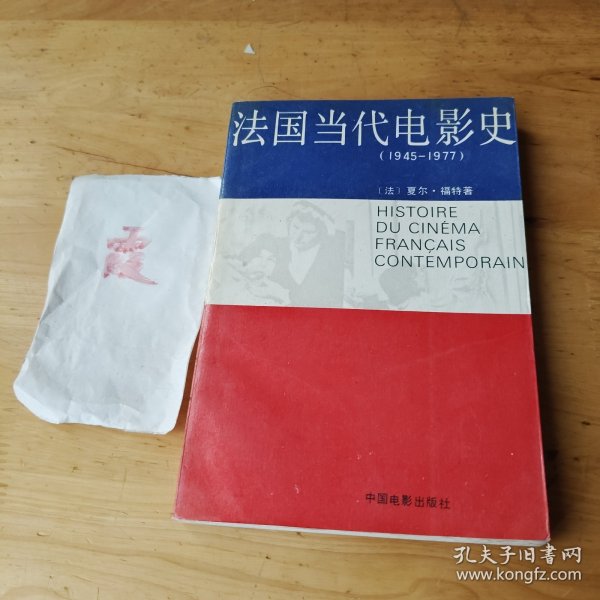 法国当代电影史
(1945-1977)
〔法〕夏尔·福特著
HISTOIRE
DU CINÉMA
FRANÇAIS
CONTEMPORAIN
中国电影出版社
孔夫子旧书网
www.kongfz.com